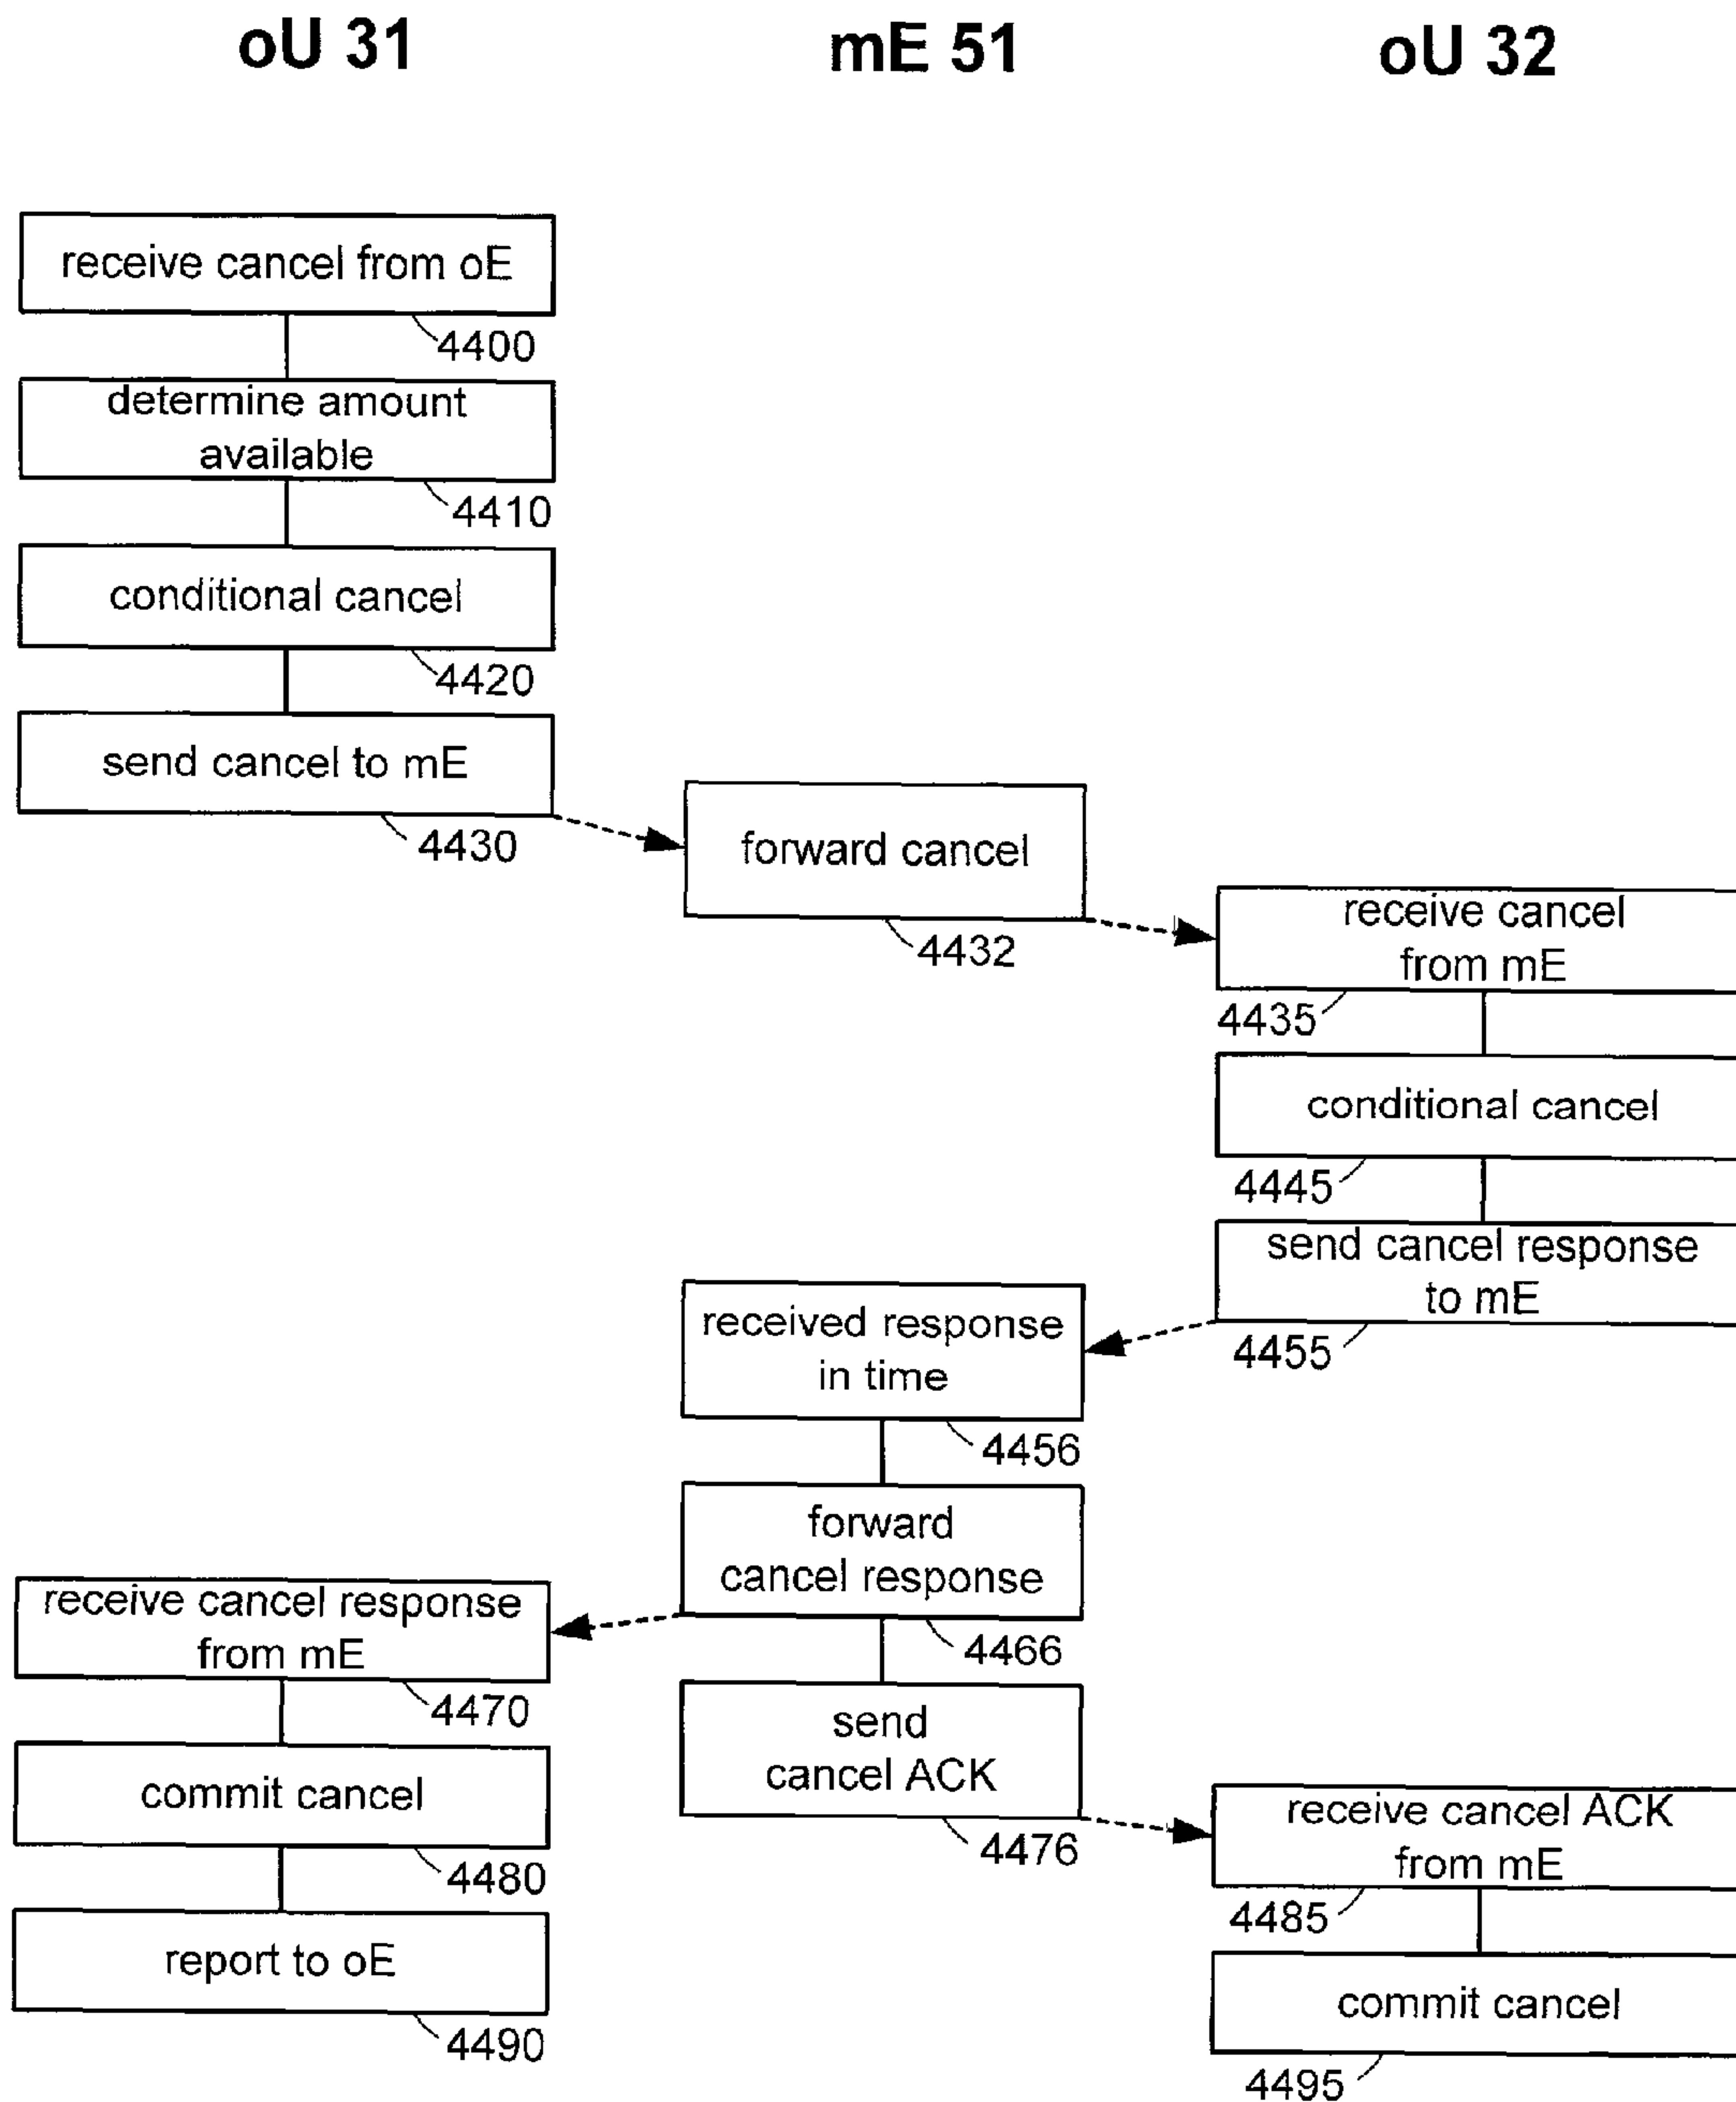 oU 31
mE 51
oU 32
receive cancel from oE
4400
determine amount
available
4410
conditional cancel
4420
send cancel to mE
4430
forward cancel
4432
receive cancel
from mE
4435
conditional cancel
4445
send cancel response
to mE
4455
received response
in time
4456
forward
cancel response
4466
receive cancel response
from mE
4470
send
cancel ACK
4476
commit cancel
4480
receive cancel ACK
from mE
4485
report to oE
4490
commit cancel
4495